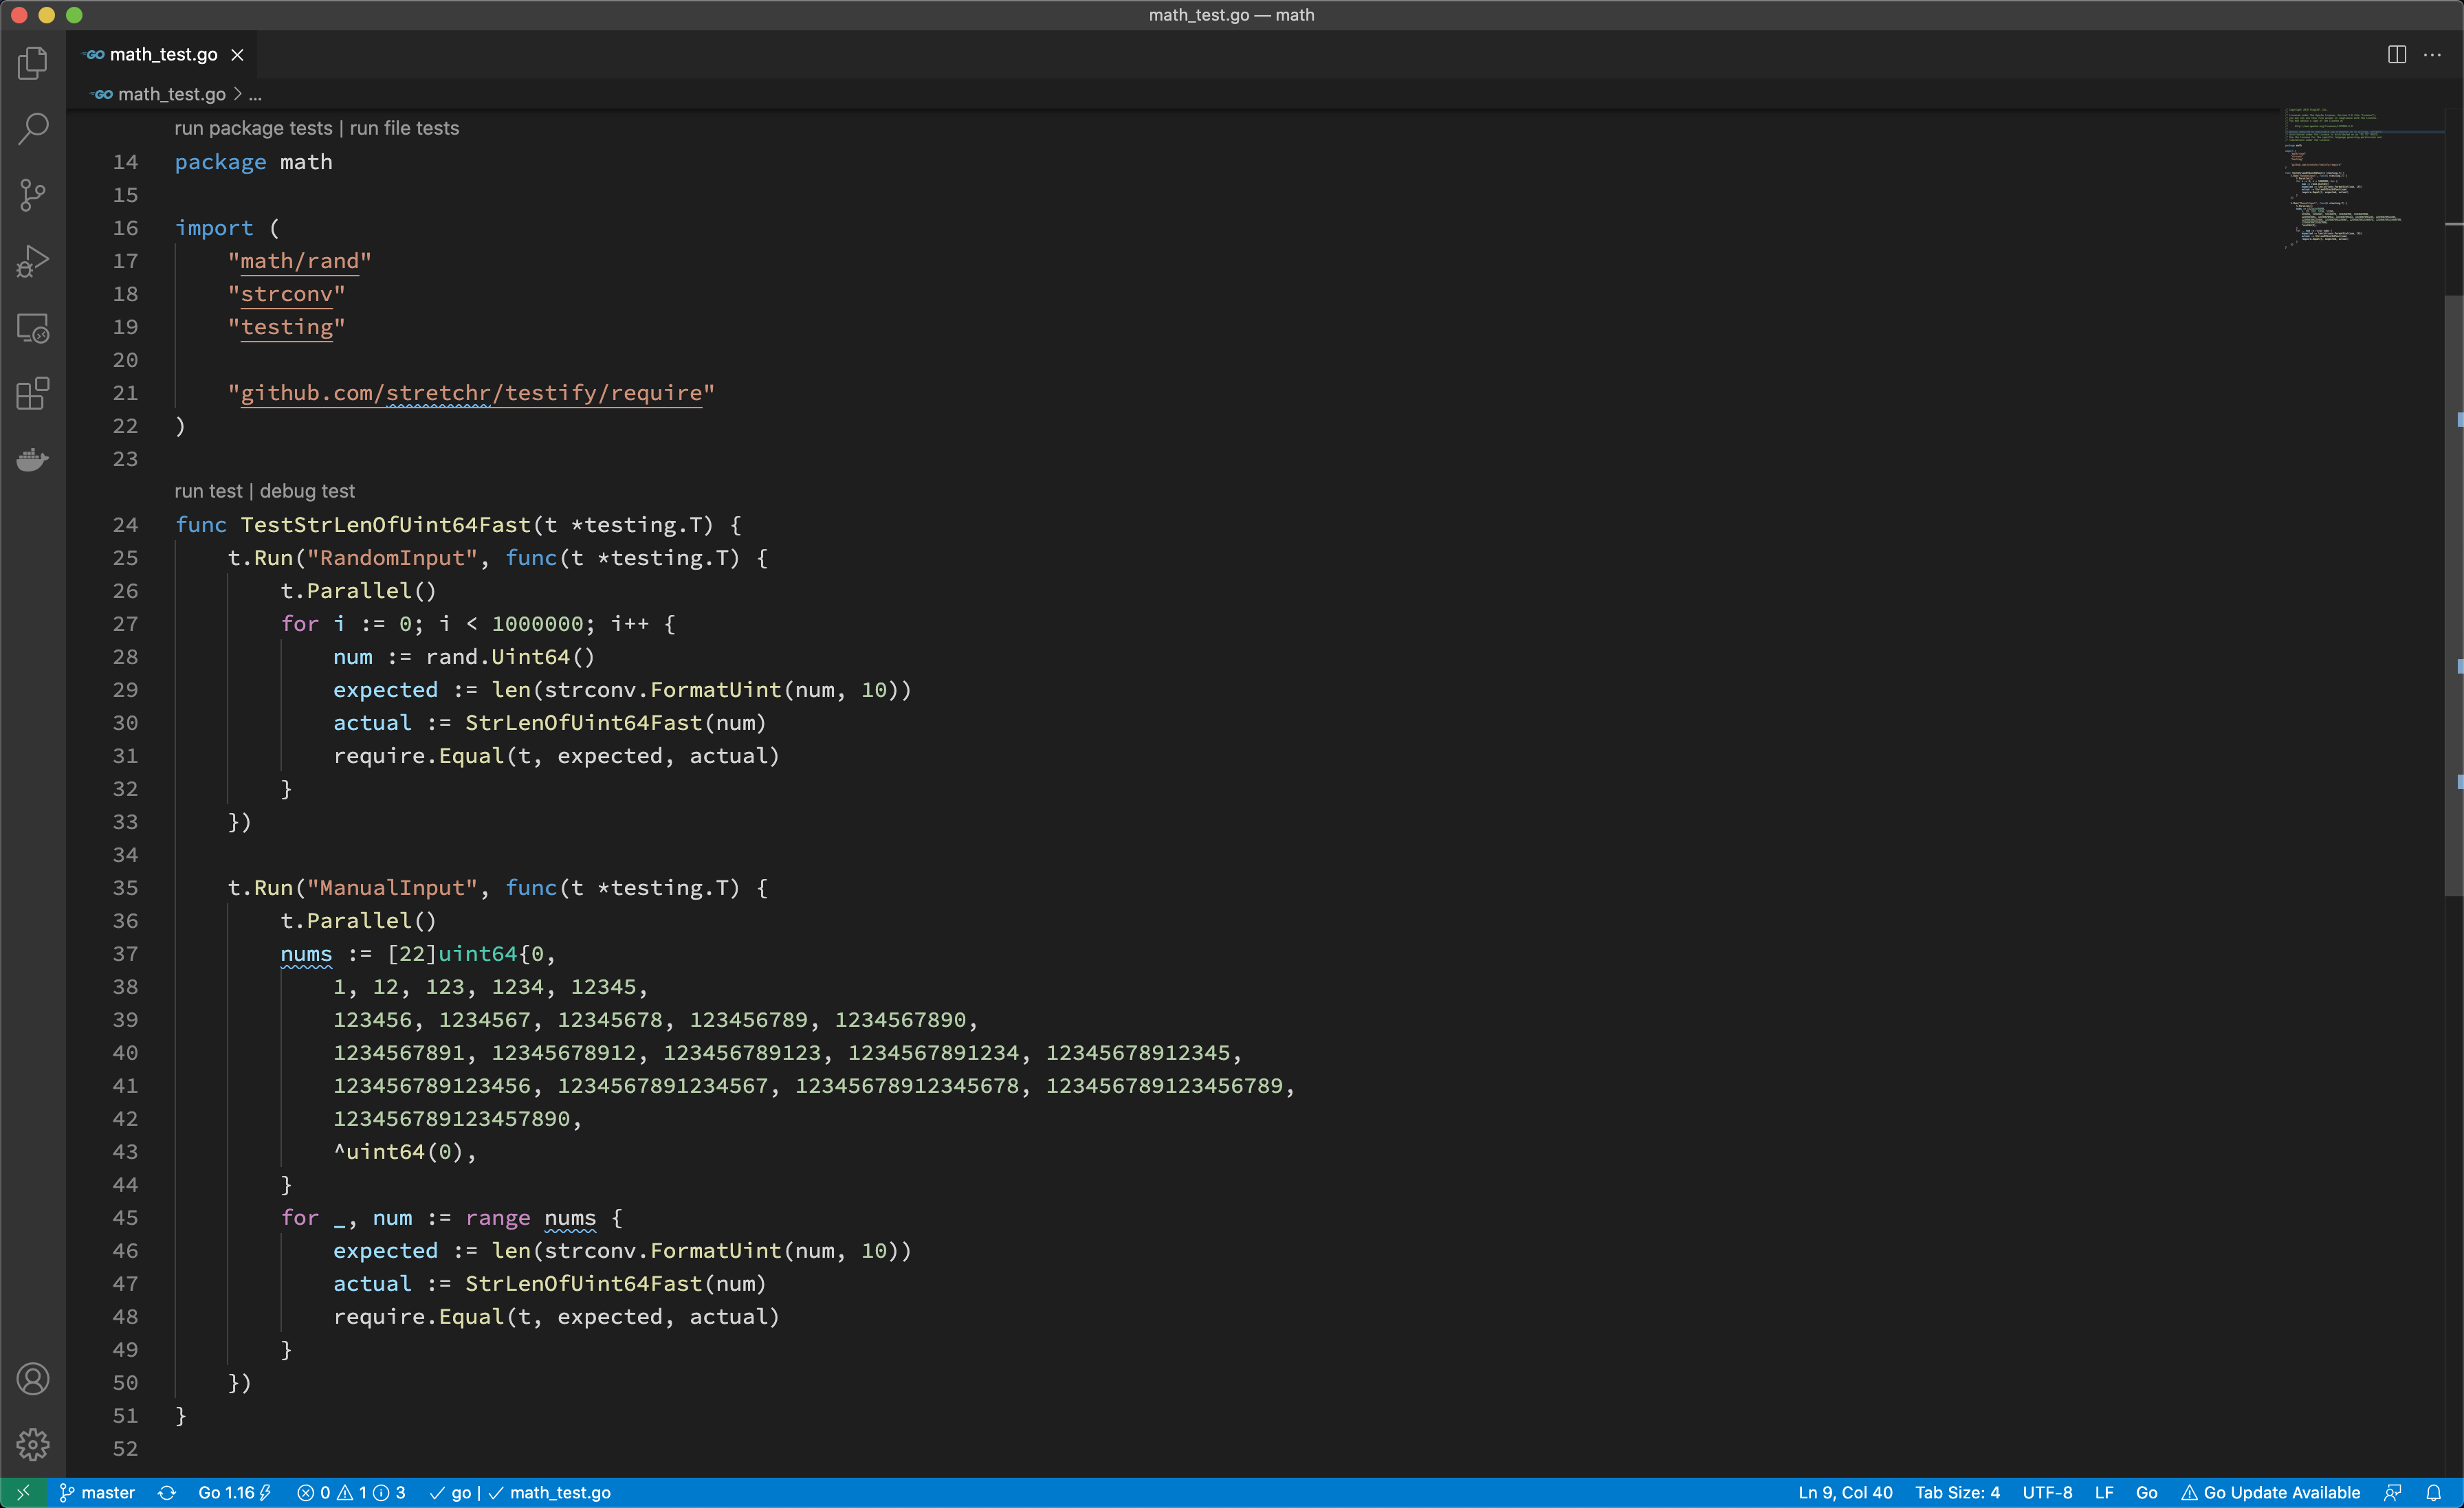 math_test.go — math
GO math_test.go
GO math_test.go > ...
run package tests | run file tests
14 package math
15
16 import (
17 "math/rand"
18 "strconv"
19 "testing"
20
21 "github.com/stretchr/testify/require"
22 )
23
run test | debug test
24 func TestStrLenOfUint64Fast(t *testing.T) {
25 t.Run("RandomInput", func(t *testing.T) {
26 t.Parallel()
27 for i := 0; i < 1000000; i++ {
28 num := rand.Uint64()
29 expected := len(strconv.FormatUint(num, 10))
30 actual := StrLenOfUint64Fast(num)
31 require.Equal(t, expected, actual)
32 }
33 })
34
35 t.Run("ManualInput", func(t *testing.T) {
36 t.Parallel()
37 nums := [22]uint64{0,
38 1, 12, 123, 1234, 12345,
39 123456, 1234567, 12345678, 123456789, 1234567890,
40 1234567891, 12345678912, 123456789123, 1234567891234, 12345678912345,
41 123456789123456, 1234567891234567, 12345678912345678, 123456789123456789,
42 123456789123457890,
43 ^uint64(0),
44 }
45 for _, num := range nums {
46 expected := len(strconv.FormatUint(num, 10))
47 actual := StrLenOfUint64Fast(num)
48 require.Equal(t, expected, actual)
49 }
50 })
51 }
52
master Go 1.16 0 1 3 go | math_test.go Ln 9, Col 40 Tab Size: 4 UTF-8 LF Go Go Update Available